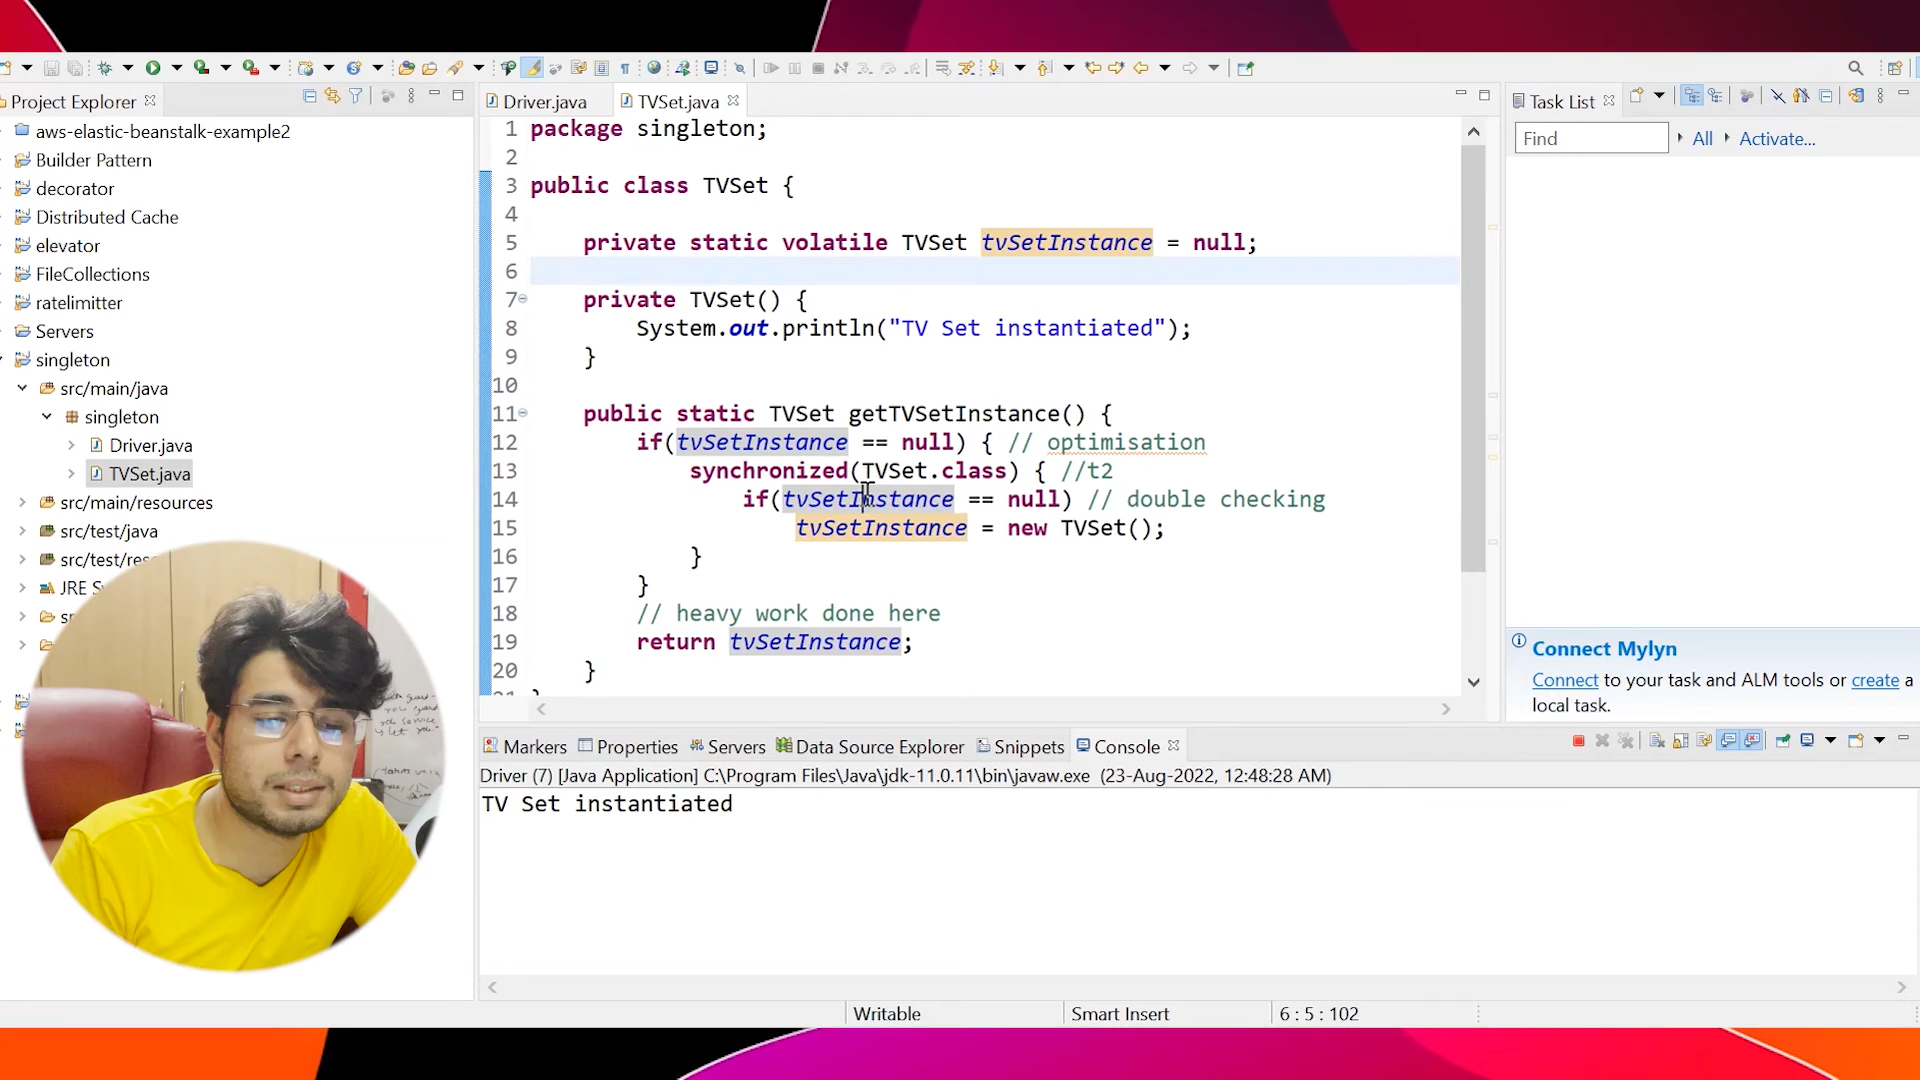 Project Explorer
aws-elastic-beanstalk-example2
Builder Pattern
decorator
Distributed Cache
elevator
FileCollections
ratelimitter
Servers
singleton
src/main/java
singleton
Driver.java
TVSet.java
src/main/resources
src/test/java
src/test/res
JRE S
Driver.java
TVSet.java
1 package singleton;
2
3 public class TVSet {
4
5 private static volatile TVSet tvSetInstance = null;
6
7 private TVSet() {
8 System.out.println("TV Set instantiated");
9 }
10
11 public static TVSet getTVSetInstance() {
12 if(tvSetInstance == null) { // optimisation
13 synchronized(TVSet.class) { //t2
14 if(tvSetInstance == null) // double checking
15 tvSetInstance = new TVSet();
16 }
17 }
18 // heavy work done here
19 return tvSetInstance;
20 }
Task List
Find
All
Activate...
Connect Mylyn
Connect to your task and ALM tools or create a
local task.
Markers
Properties
Servers
Data Source Explorer
Snippets
Console
Driver (7) [Java Application] C:\Program Files\Java\jdk-11.0.11\bin\javaw.exe (23-Aug-2022, 12:48:28 AM)
TV Set instantiated
Writable
Smart Insert
6 : 5 : 102